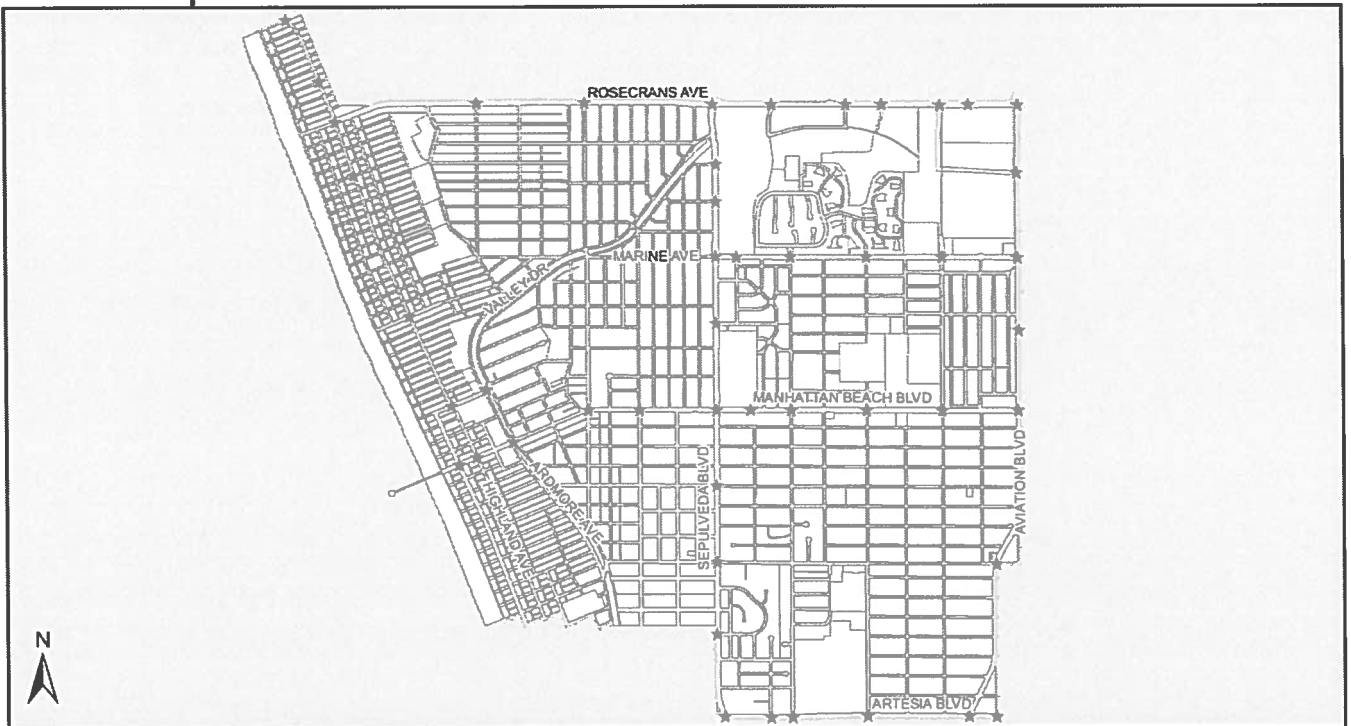 ROSECRANS AVE
MARINE AVE
VALLEY DR
MANHATTAN BEACH BLVD
SEPULVEDA BLVD
AVIATION BLVD
ARDMORE AVE
HIGHLAND AVE
N
ARTESIA BLVD